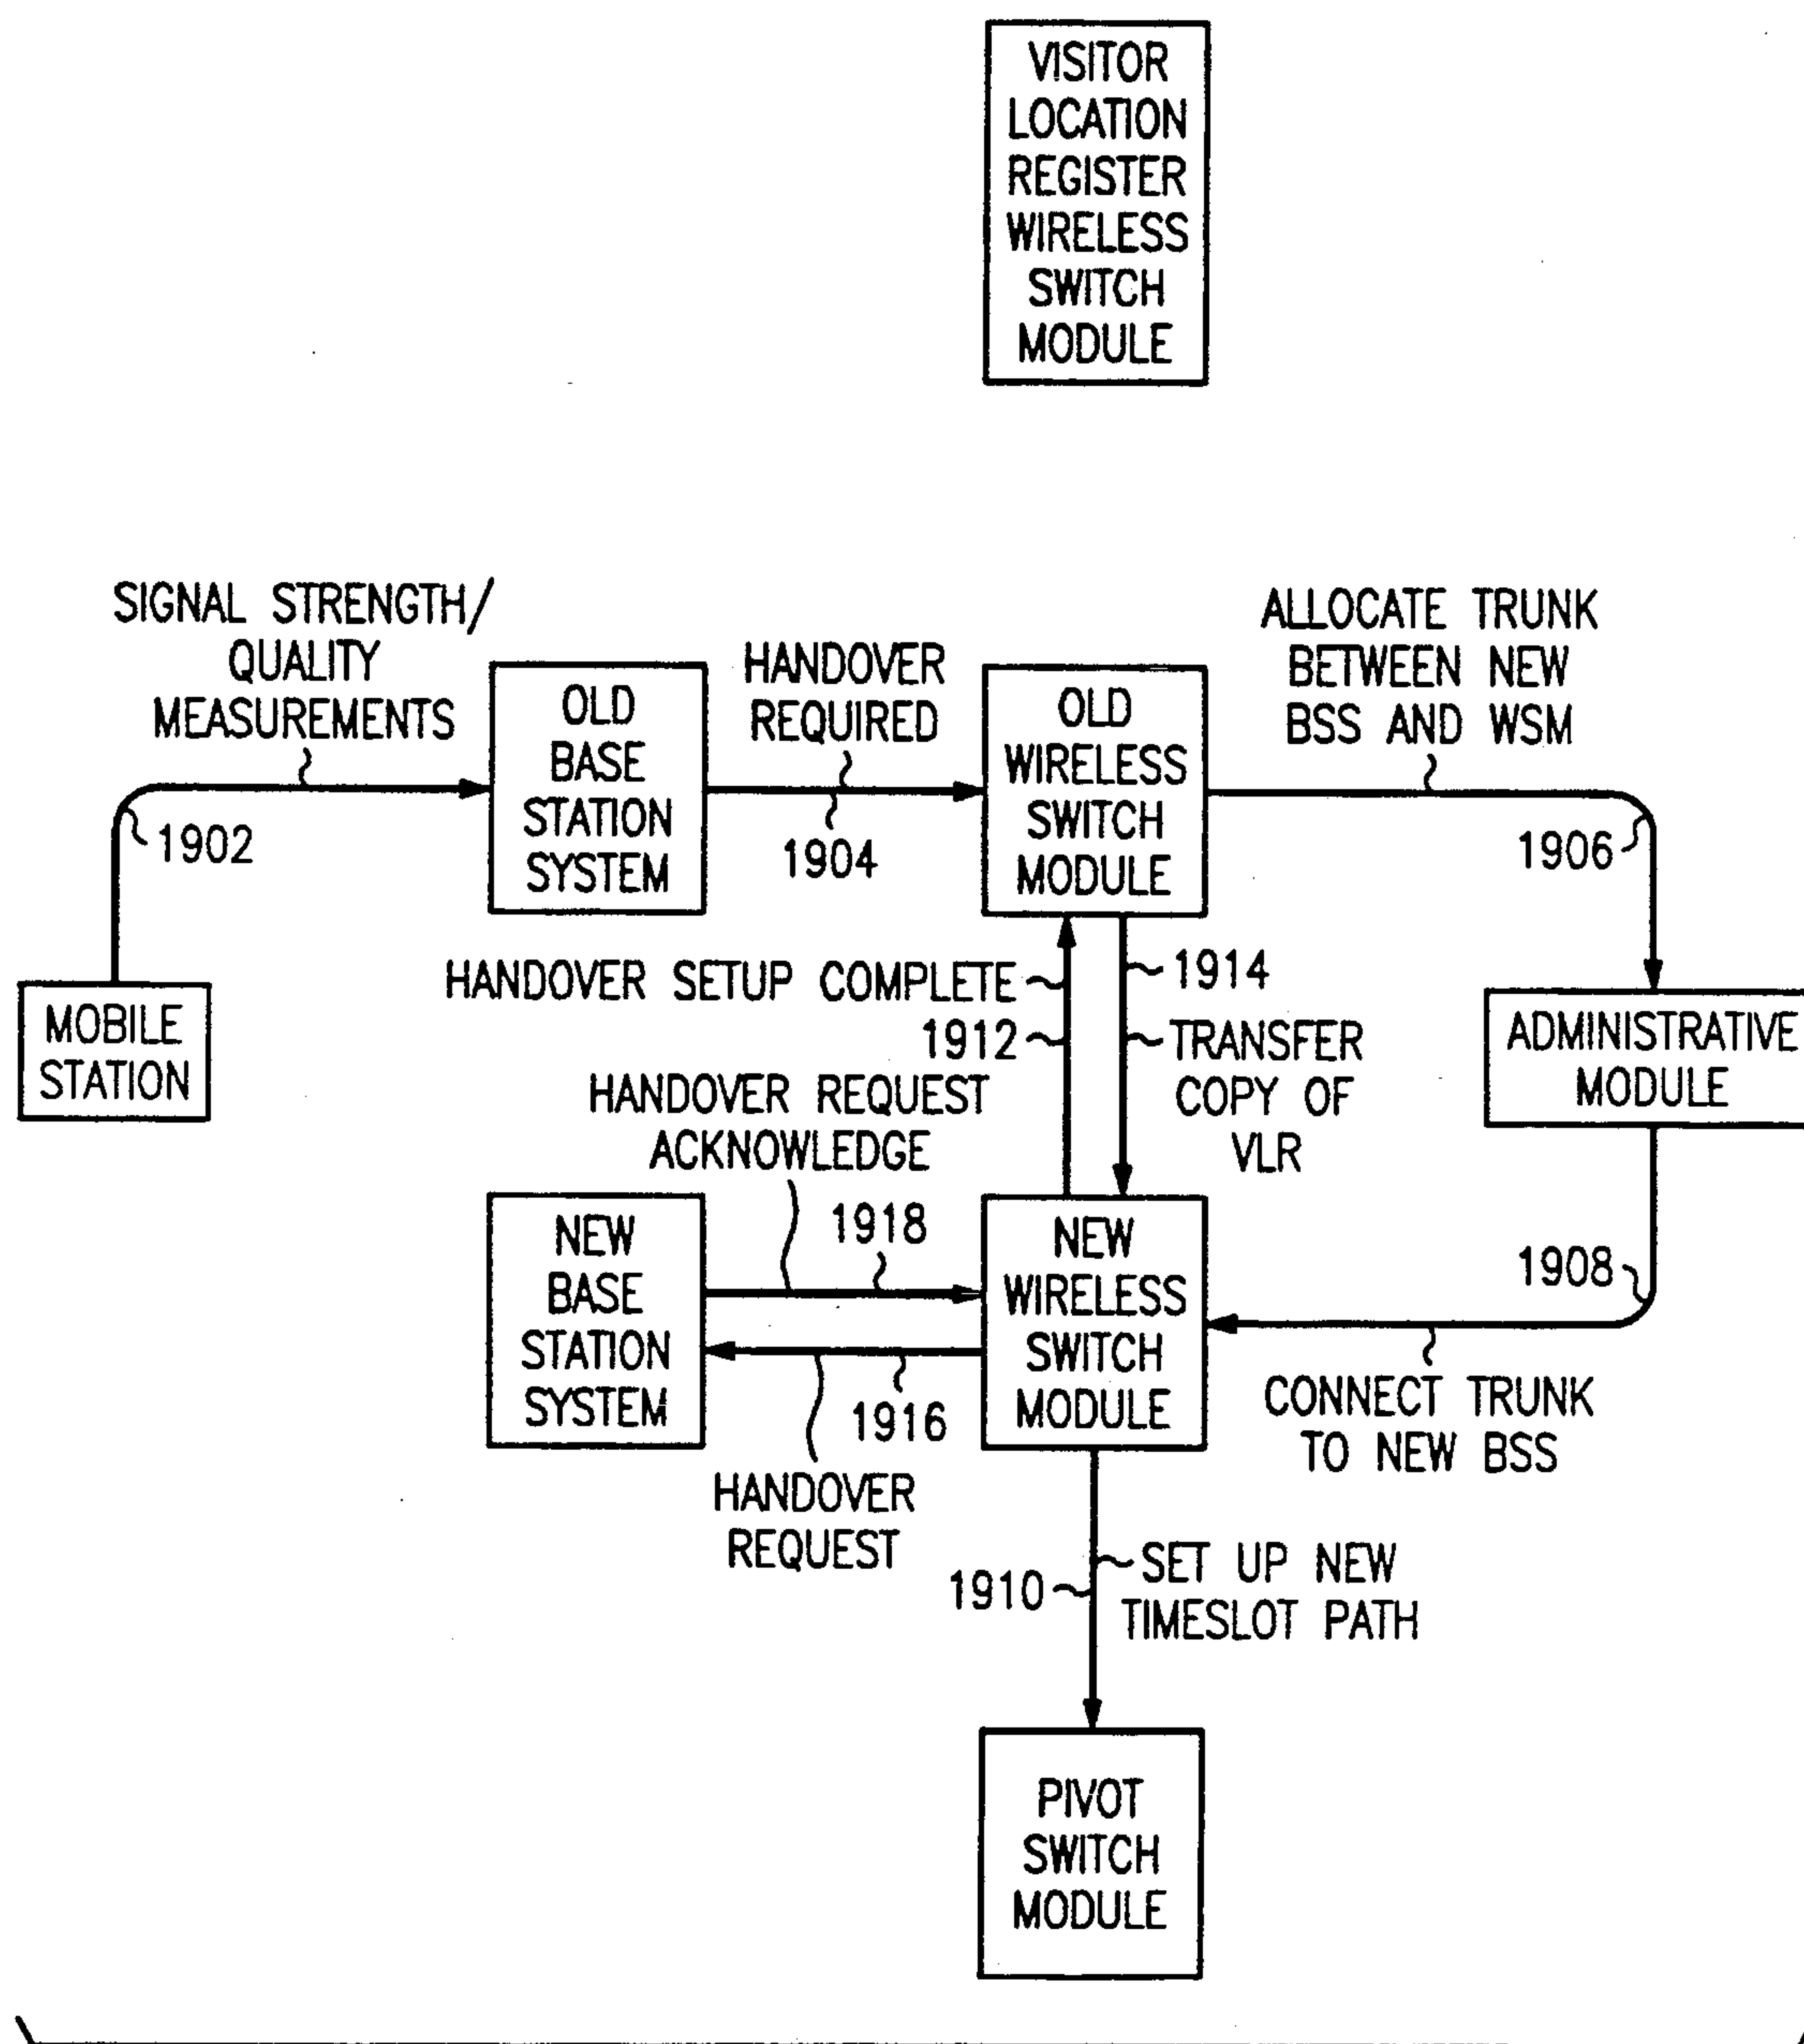 VISITOR
LOCATION
REGISTER
WIRELESS
SWITCH
MODULE
SIGNAL STRENGTH/
QUALITY
MEASUREMENTS
1902
MOBILE
STATION
OLD
BASE
STATION
SYSTEM
HANDOVER
REQUIRED
1904
OLD
WIRELESS
SWITCH
MODULE
ALLOCATE TRUNK
BETWEEN NEW
BSS AND WSM
1906
ADMINISTRATIVE
MODULE
HANDOVER SETUP COMPLETE
1912
1914
TRANSFER
COPY OF
VLR
HANDOVER REQUEST
ACKNOWLEDGE
1918
NEW
BASE
STATION
SYSTEM
1916
HANDOVER
REQUEST
NEW
WIRELESS
SWITCH
MODULE
1908
CONNECT TRUNK
TO NEW BSS
1910
SET UP NEW
TIMESLOT PATH
PIVOT
SWITCH
MODULE